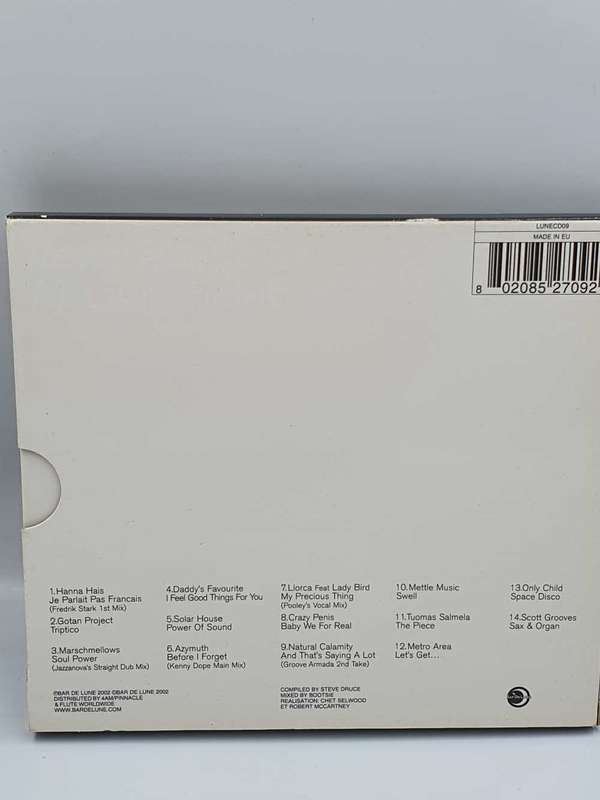 LUNECD09
MADE IN EU
8 02085 27092
1.Hanna Hais
Je Parlait Pas Francais
(Fredrik Stark 1st Mix)
2.Gotan Project
Triptico
3.Marschmellows
Soul Power
(Jazzanova's Straight Dub Mix)
4.Daddy's Favourite
I Feel Good Things For You
5.Solar House
Power Of Sound
6.Azymuth
Before I Forget
(Kenny Dope Main Mix)
7.Llorca Feat Lady Bird
My Precious Thing
(Pooley's Vocal Mix)
8.Crazy Penis
Baby We For Real
9.Natural Calamity
And That's Saying A Lot
(Groove Armada 2nd Take)
10.Mettle Music
Swell
11.Tuomas Salmela
The Piece
12.Metro Area
Let's Get...
13.Only Child
Space Disco
14.Scott Grooves
Sax & Organ
©BAR DE LUNE 2002 ©BAR DE LUNE 2002
DISTRIBUTED BY 4AM/PINNACLE
& FLUTE WORLDWIDE
WWW.BARDELUNE.COM
COMPILED BY STEVE DRUCE
MIXED BY BOOTSIE
REALISATION: CHET SELWOOD
ET ROBERT MCCARTNEY